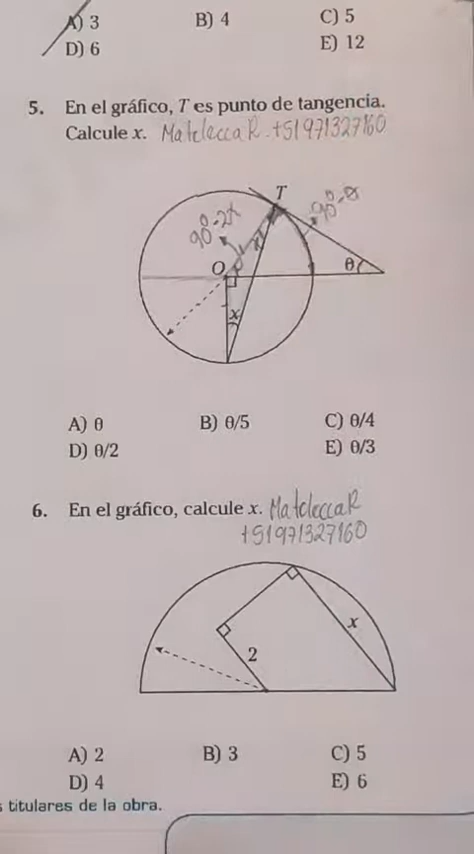 A) 3 B) 4 C) 5
D) 6 E) 12
5. En el gráfico, T es punto de tangencia.
Calcule x. MatcleccaR +51971327160
T
90°-2x 90°-θ
O θ
x
A) θ B) θ/5 C) θ/4
D) θ/2 E) θ/3
6. En el gráfico, calcule x. MatcleccaR
+51971327160
x
2
A) 2 B) 3 C) 5
D) 4 E) 6
titulares de la obra.